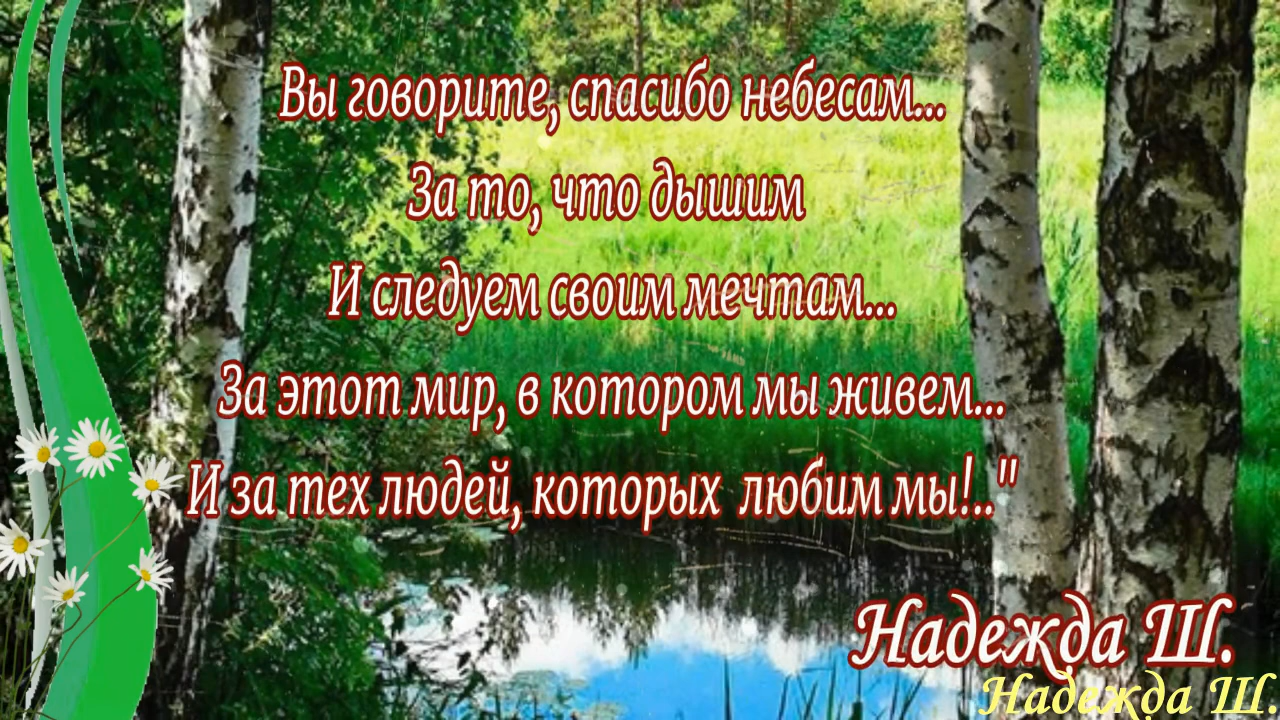 Вы говорите, спасибо небесам...
За то, что дышим
И следуем своим мечтам...
За этот мир, в котором мы живем...
И за тех людей, которых любим мы!.."
Надежда Ш.
Надежда Ш.